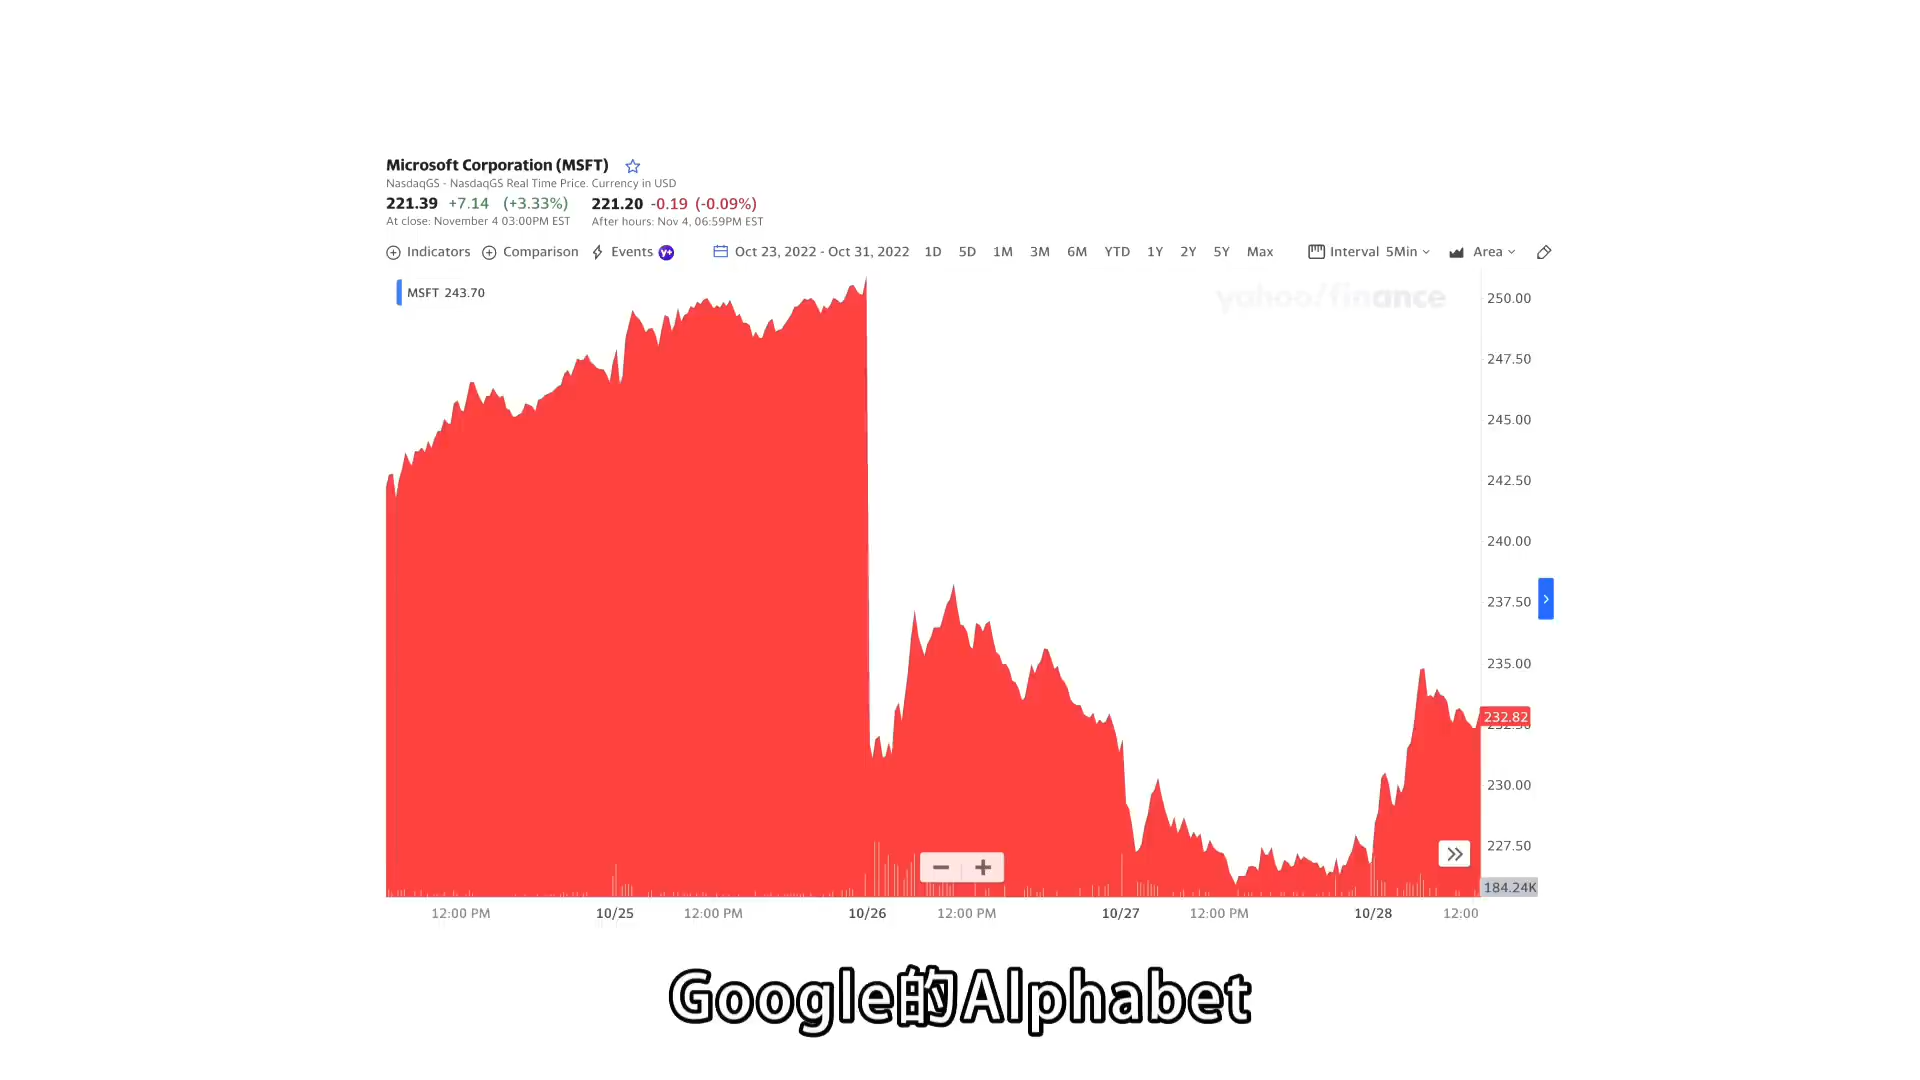 Microsoft Corporation (MSFT)
NasdaqGS - NasdaqGS Real Time Price. Currency in USD
221.39 +7.14 (+3.33%) 221.20 -0.19 (-0.09%)
At close: November 4 03:00PM EST After hours: Nov 4, 06:59PM EST
Indicators Comparison Events Y+ Oct 23, 2022 - Oct 31, 2022 1D 5D 1M 3M 6M YTD 1Y 2Y 5Y Max Interval 5Min Area
MSFT 243.70
yahoo/finance
250.00
247.50
245.00
242.50
240.00
237.50
235.00
232.82
232.50
230.00
227.50
184.24K
12:00 PM 10/25 12:00 PM 10/26 12:00 PM 10/27 12:00 PM 10/28 12:00
Google的Alphabet